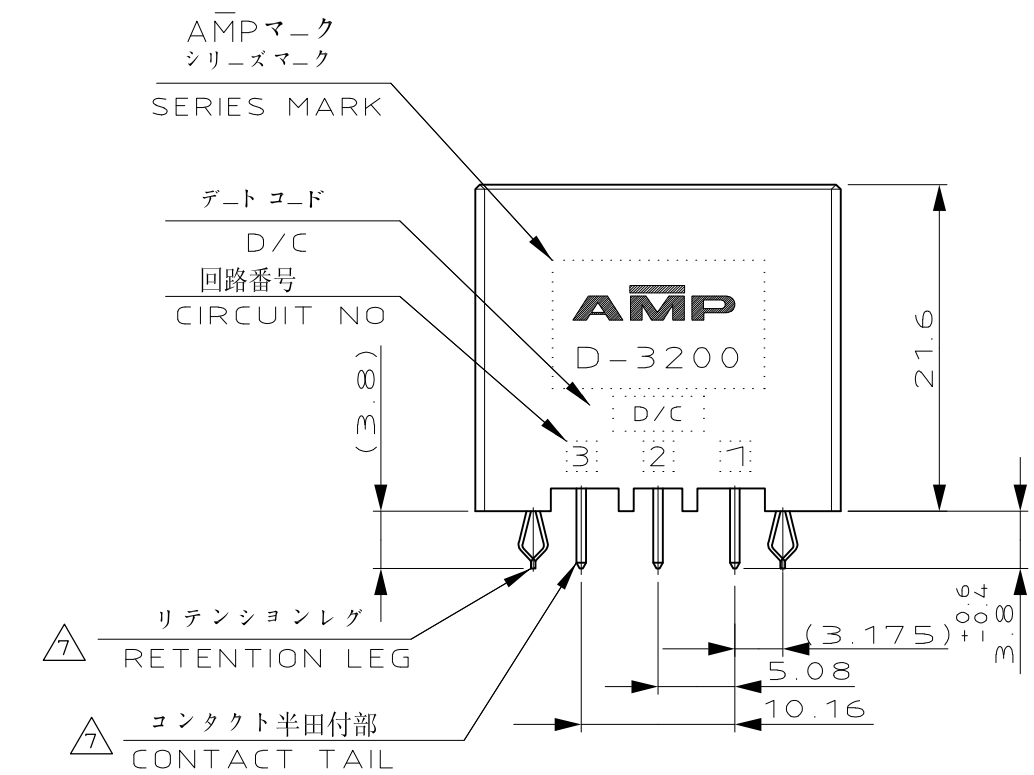 AMPマーク
シリーズマーク
SERIES MARK
デート コード
D/C
回路番号
CIRCUIT NO
AMP
D-3200
D/C
3 2 1
21.6
(3.8)
リテンションレグ
7
RETENTION LEG
コンタクト半田付部
7
CONTACT TAIL
(3.175)
5.08
10.16
3.8 +0.6 -0.4